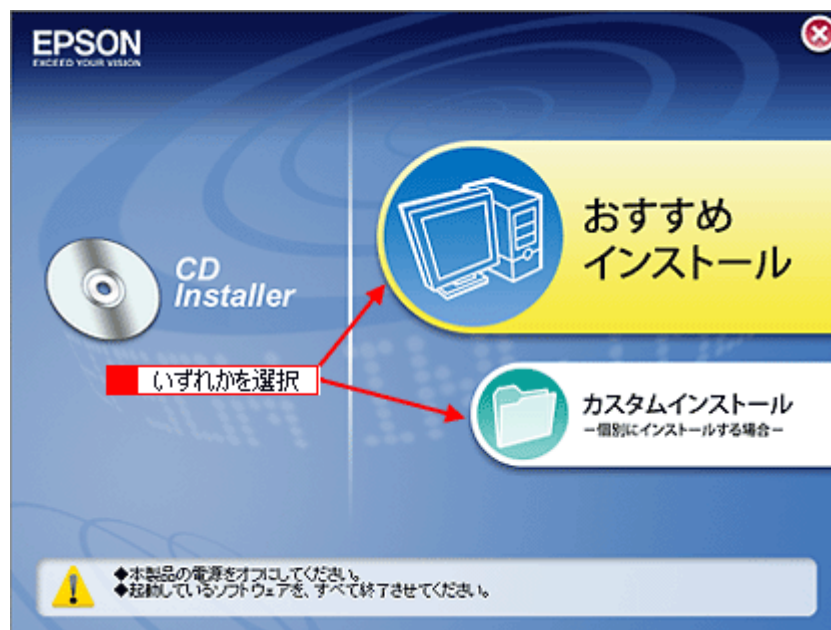 EPSON
EXCEED YOUR VISION
おすすめ
インストール
CD
Installer
いずれかを選択
カスタムインストール
－個別にインストールする場合－
◆本製品の電源をオフにしてください。
◆起動しているソフトウェアを、すべて終了させてください。